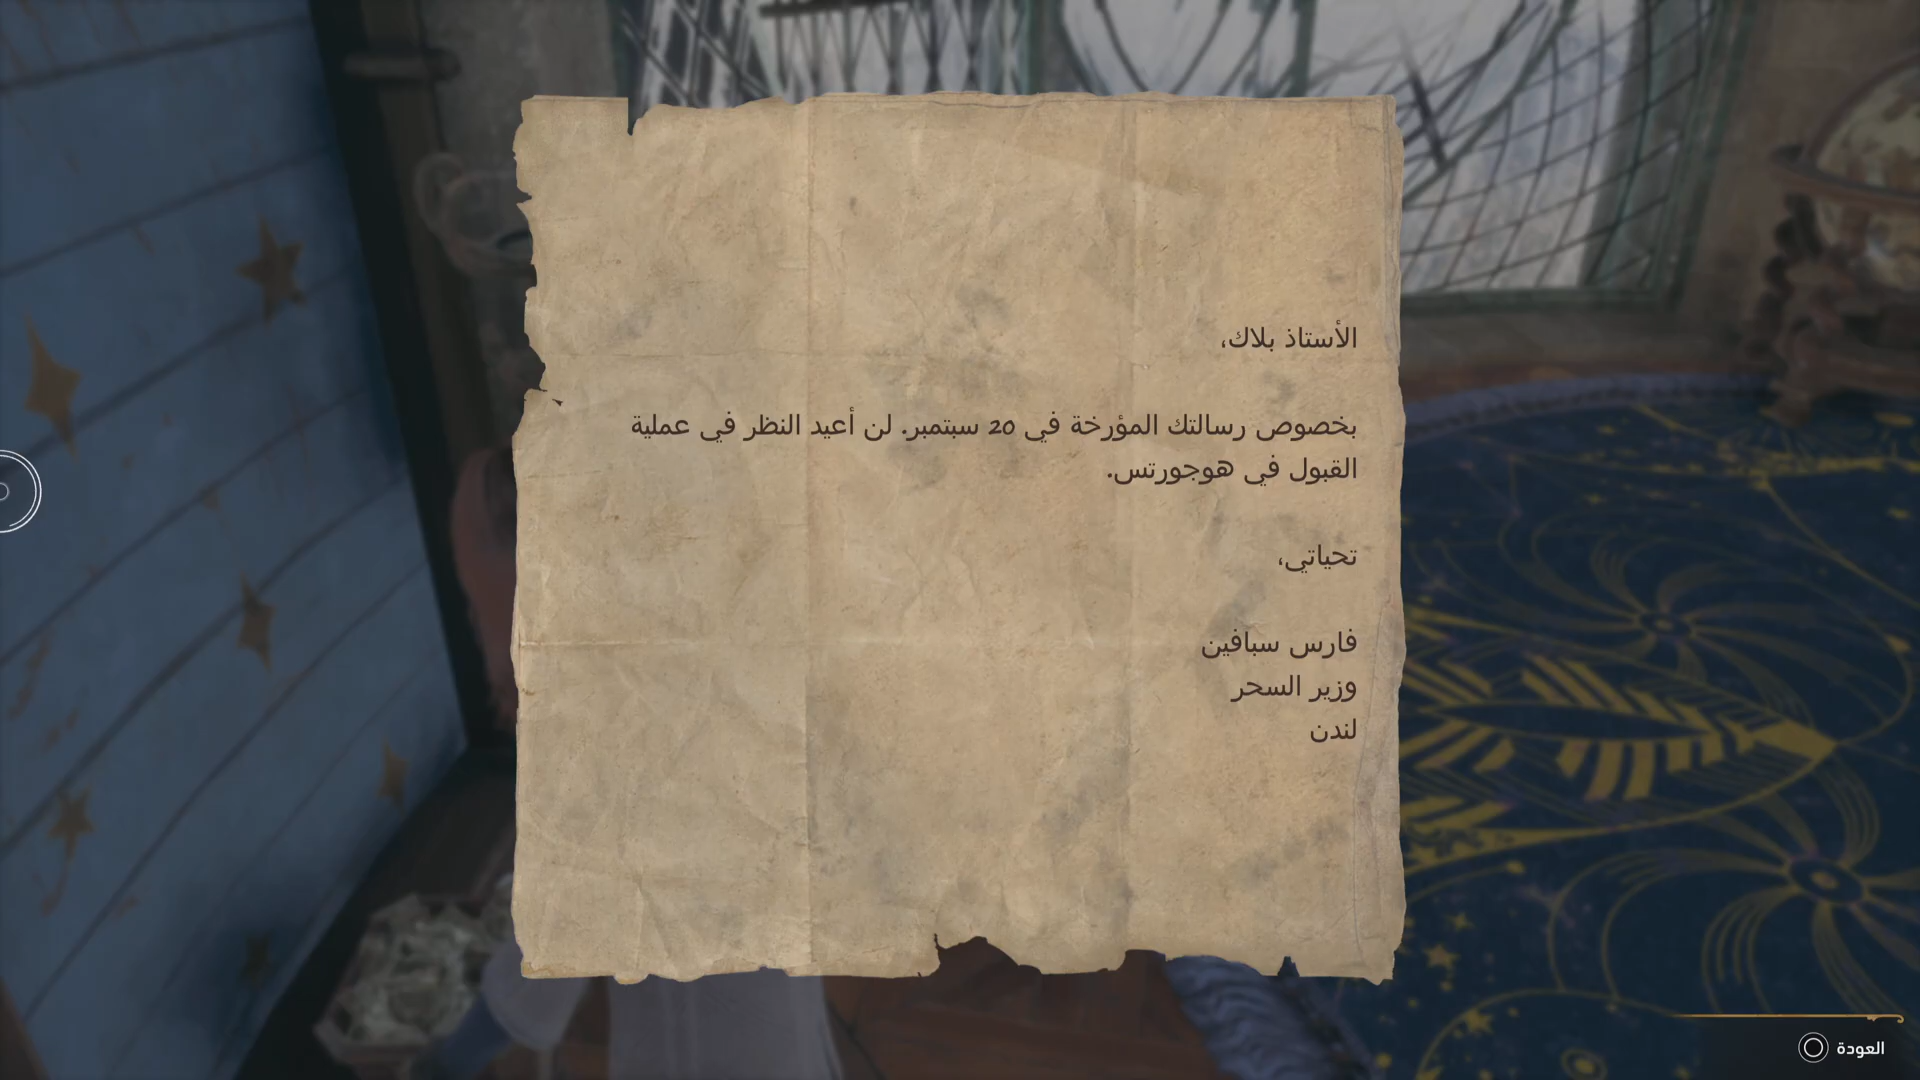 الأستاذ بلاك،
بخصوص رسالتك المؤرخة في 20 سبتمبر. لن أعيد النظر في عملية
القبول في هوجورتس.
تحياتي،
فارس سبافين
وزير السحر
لندن
العودة